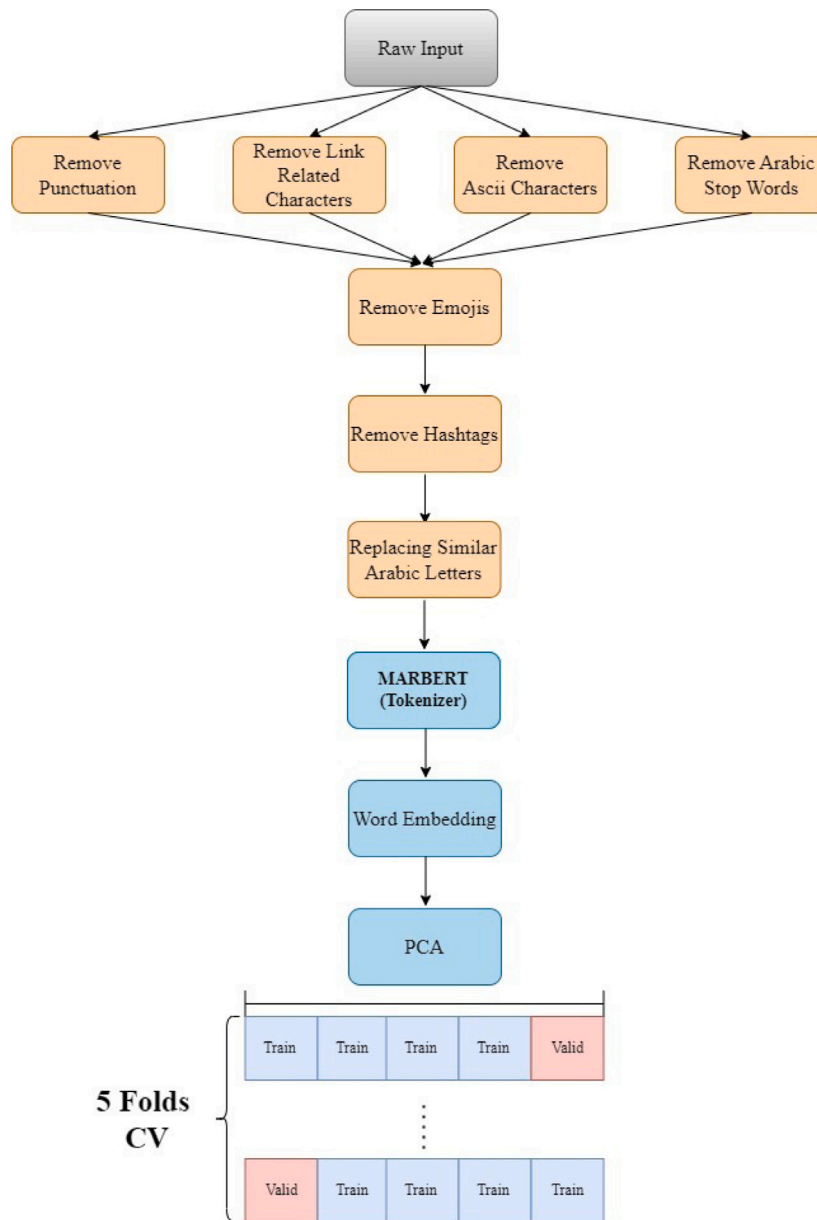 Raw Input
Remove
Punctuation
Remove Link
Related
Characters
Remove
Ascii Characters
Remove Arabic
Stop Words
Remove Emojis
Remove Hashtags
Replacing Similar
Arabic Letters
MARBERT
(Tokenizer)
Word Embedding
PCA
Train Train Train Train Valid
5 Folds
CV
Valid Train Train Train Train